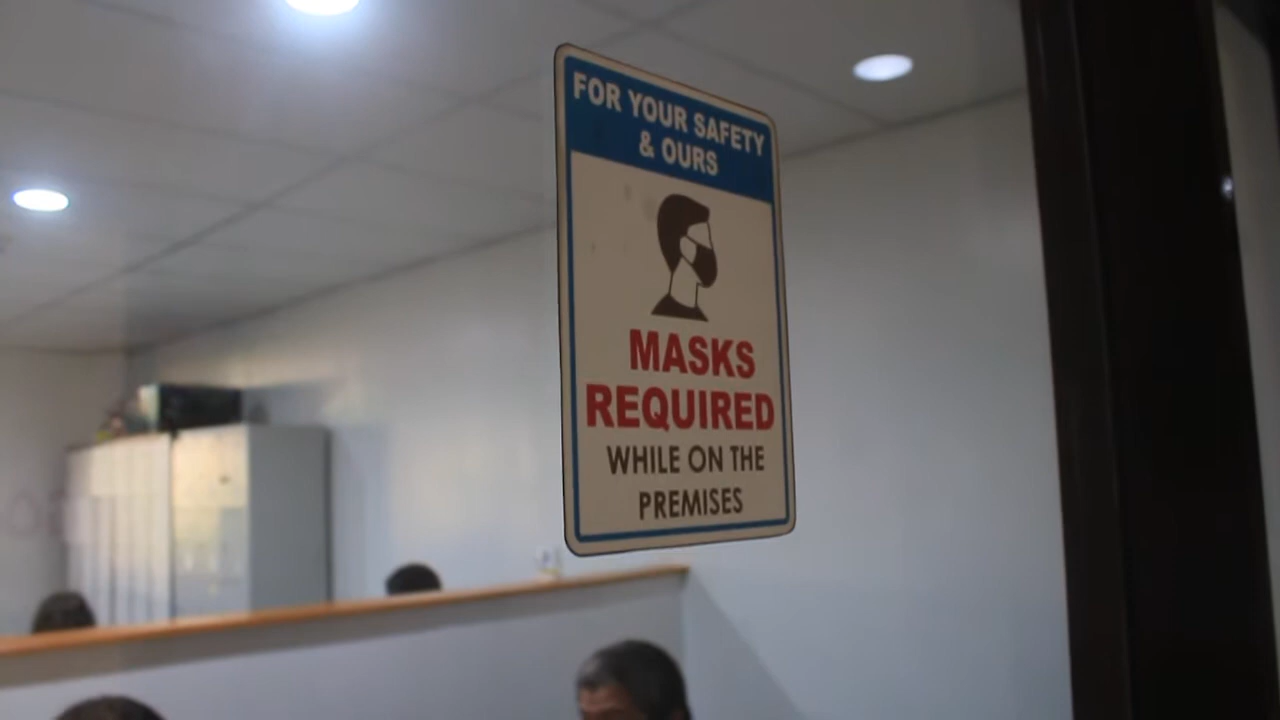 FOR YOUR SAFETY
& OURS
MASKS
REQUIRED
WHILE ON THE
PREMISES